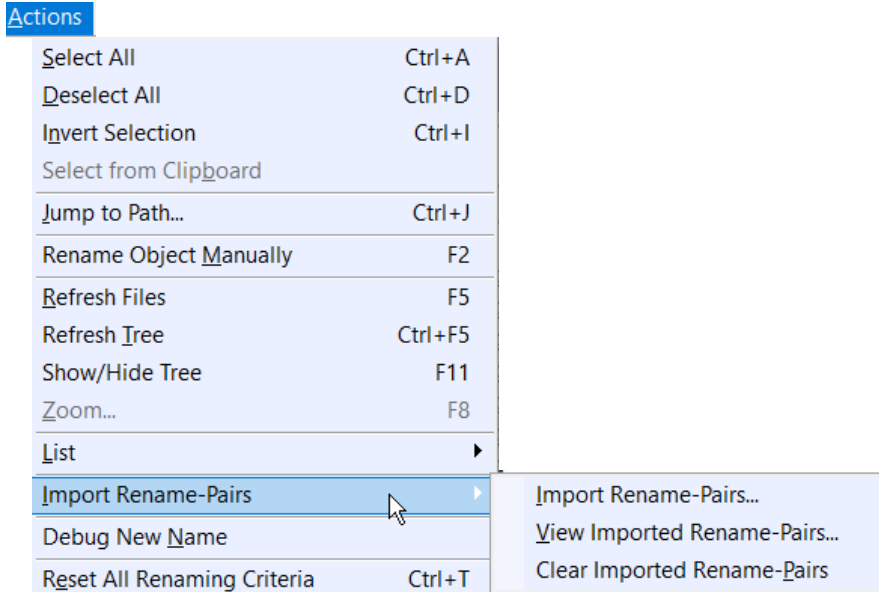 Actions
Select All Ctrl+A
Deselect All Ctrl+D
Invert Selection Ctrl+I
Select from Clipboard
Jump to Path... Ctrl+J
Rename Object Manually F2
Refresh Files F5
Refresh Tree Ctrl+F5
Show/Hide Tree F11
Zoom... F8
List
Import Rename-Pairs Import Rename-Pairs...
Debug New Name View Imported Rename-Pairs...
Reset All Renaming Criteria Ctrl+T Clear Imported Rename-Pairs